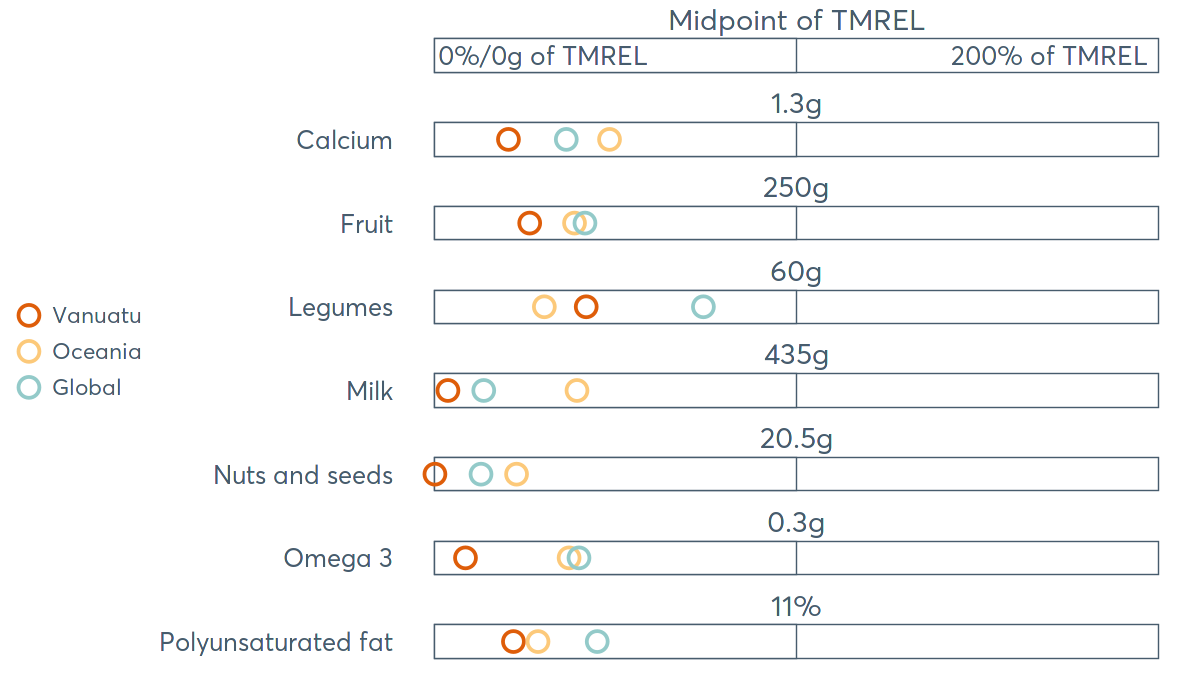 Midpoint of TMREL
0%/0g of TMREL 200% of TMREL
1.3g
Calcium
250g
Fruit
60g
Legumes
Vanuatu
Oceania
Global
435g
Milk
20.5g
Nuts and seeds
0.3g
Omega 3
11%
Polyunsaturated fat